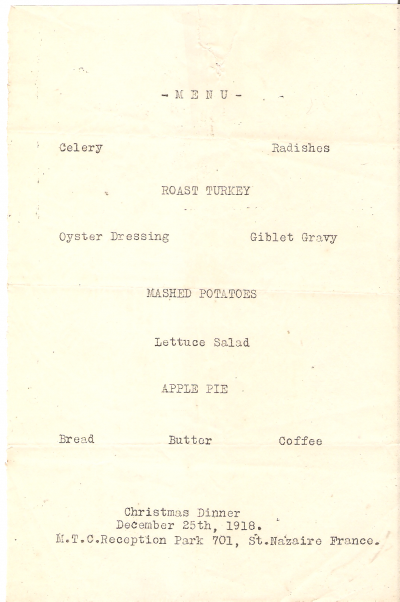 - M E N U -
Celery Radishes
ROAST TURKEY
Oyster Dressing Giblet Gravy
MASHED POTATOES
Lettuce Salad
APPLE PIE
Bread Butter Coffee
Christmas Dinner
December 25th, 1918.
M.T.C.Reception Park 701, St.Nazaire France.